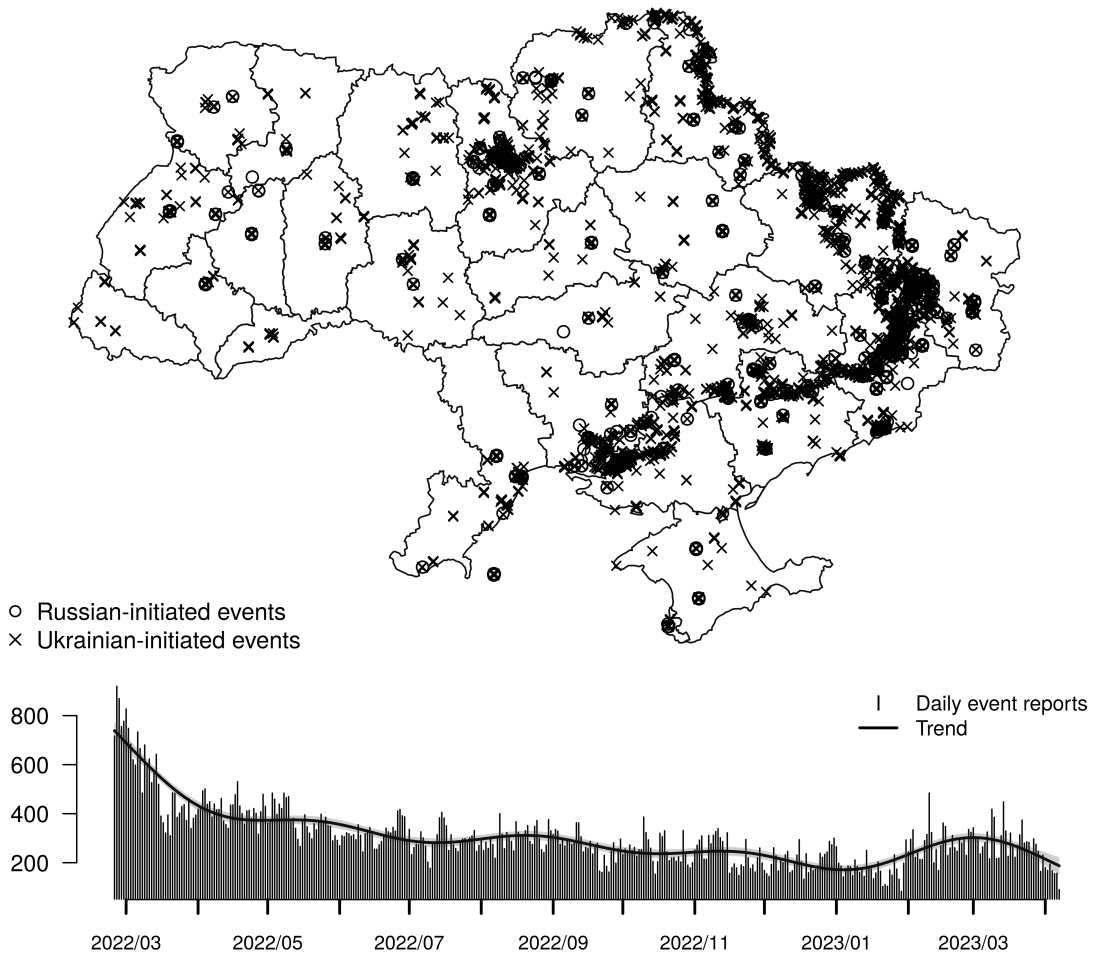 Russian-initiated events
Ukrainian-initiated events
Daily event reports
Trend
800
600
400
200
2022/03 2022/05 2022/07 2022/09 2022/11 2023/01 2023/03